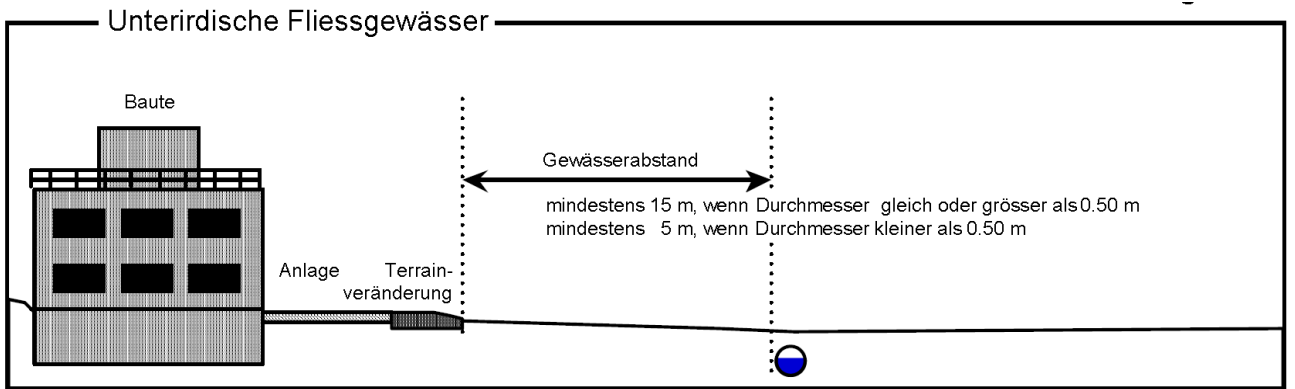 Unterirdische Fliessgewässer
Baute
Gewässerabstand
mindestens 15 m, wenn Durchmesser gleich oder grösser als 0.50 m
mindestens 5 m, wenn Durchmesser kleiner als 0.50 m
Anlage
Terrain-
veränderung